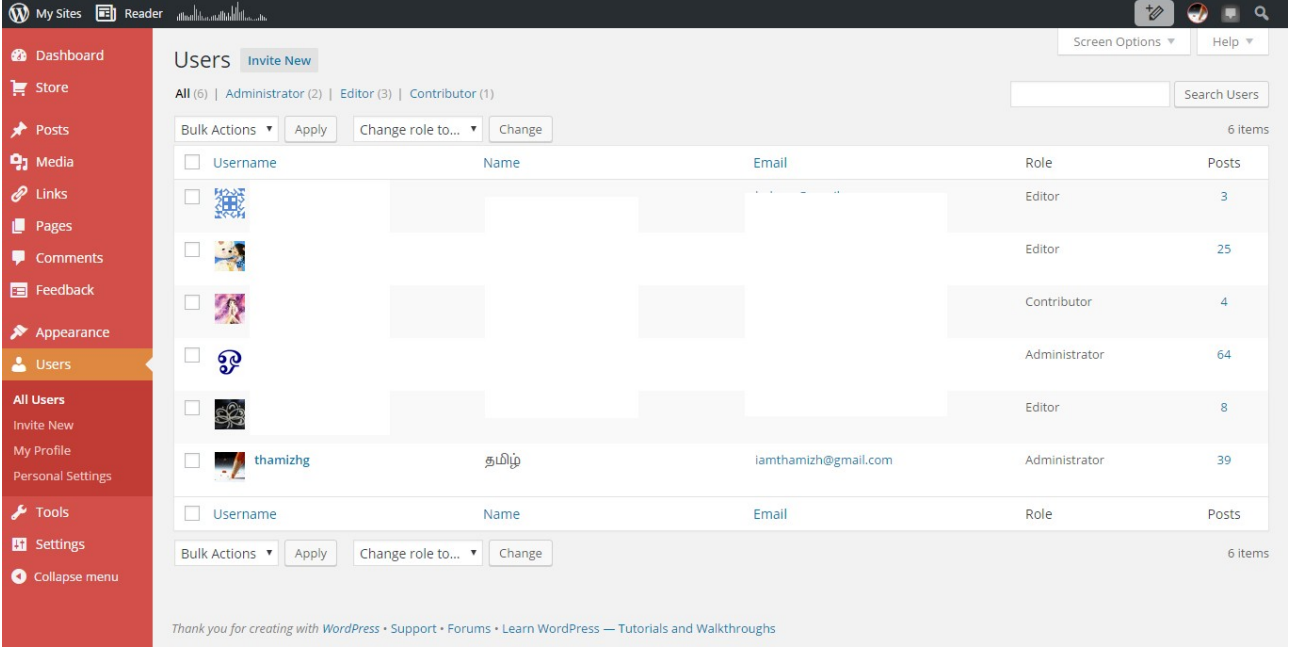 My Sites Reader
Screen Options ▼ Help ▼
Dashboard
Store
Posts
Media
Links
Pages
Comments
Feedback
Appearance
Users
All Users
Invite New
My Profile
Personal Settings
Tools
Settings
Collapse menu
Users Invite New
All (6) | Administrator (2) | Editor (3) | Contributor (1)
Search Users
Bulk Actions ▼ Apply Change role to... ▼ Change 6 items
Username Name Email Role Posts
Editor 3
Editor 25
Contributor 4
Administrator 64
Editor 8
thamizhg தமிழ் iamthamizh@gmail.com Administrator 39
Username Name Email Role Posts
Bulk Actions ▼ Apply Change role to... ▼ Change 6 items
Thank you for creating with WordPress • Support • Forums • Learn WordPress — Tutorials and Walkthroughs